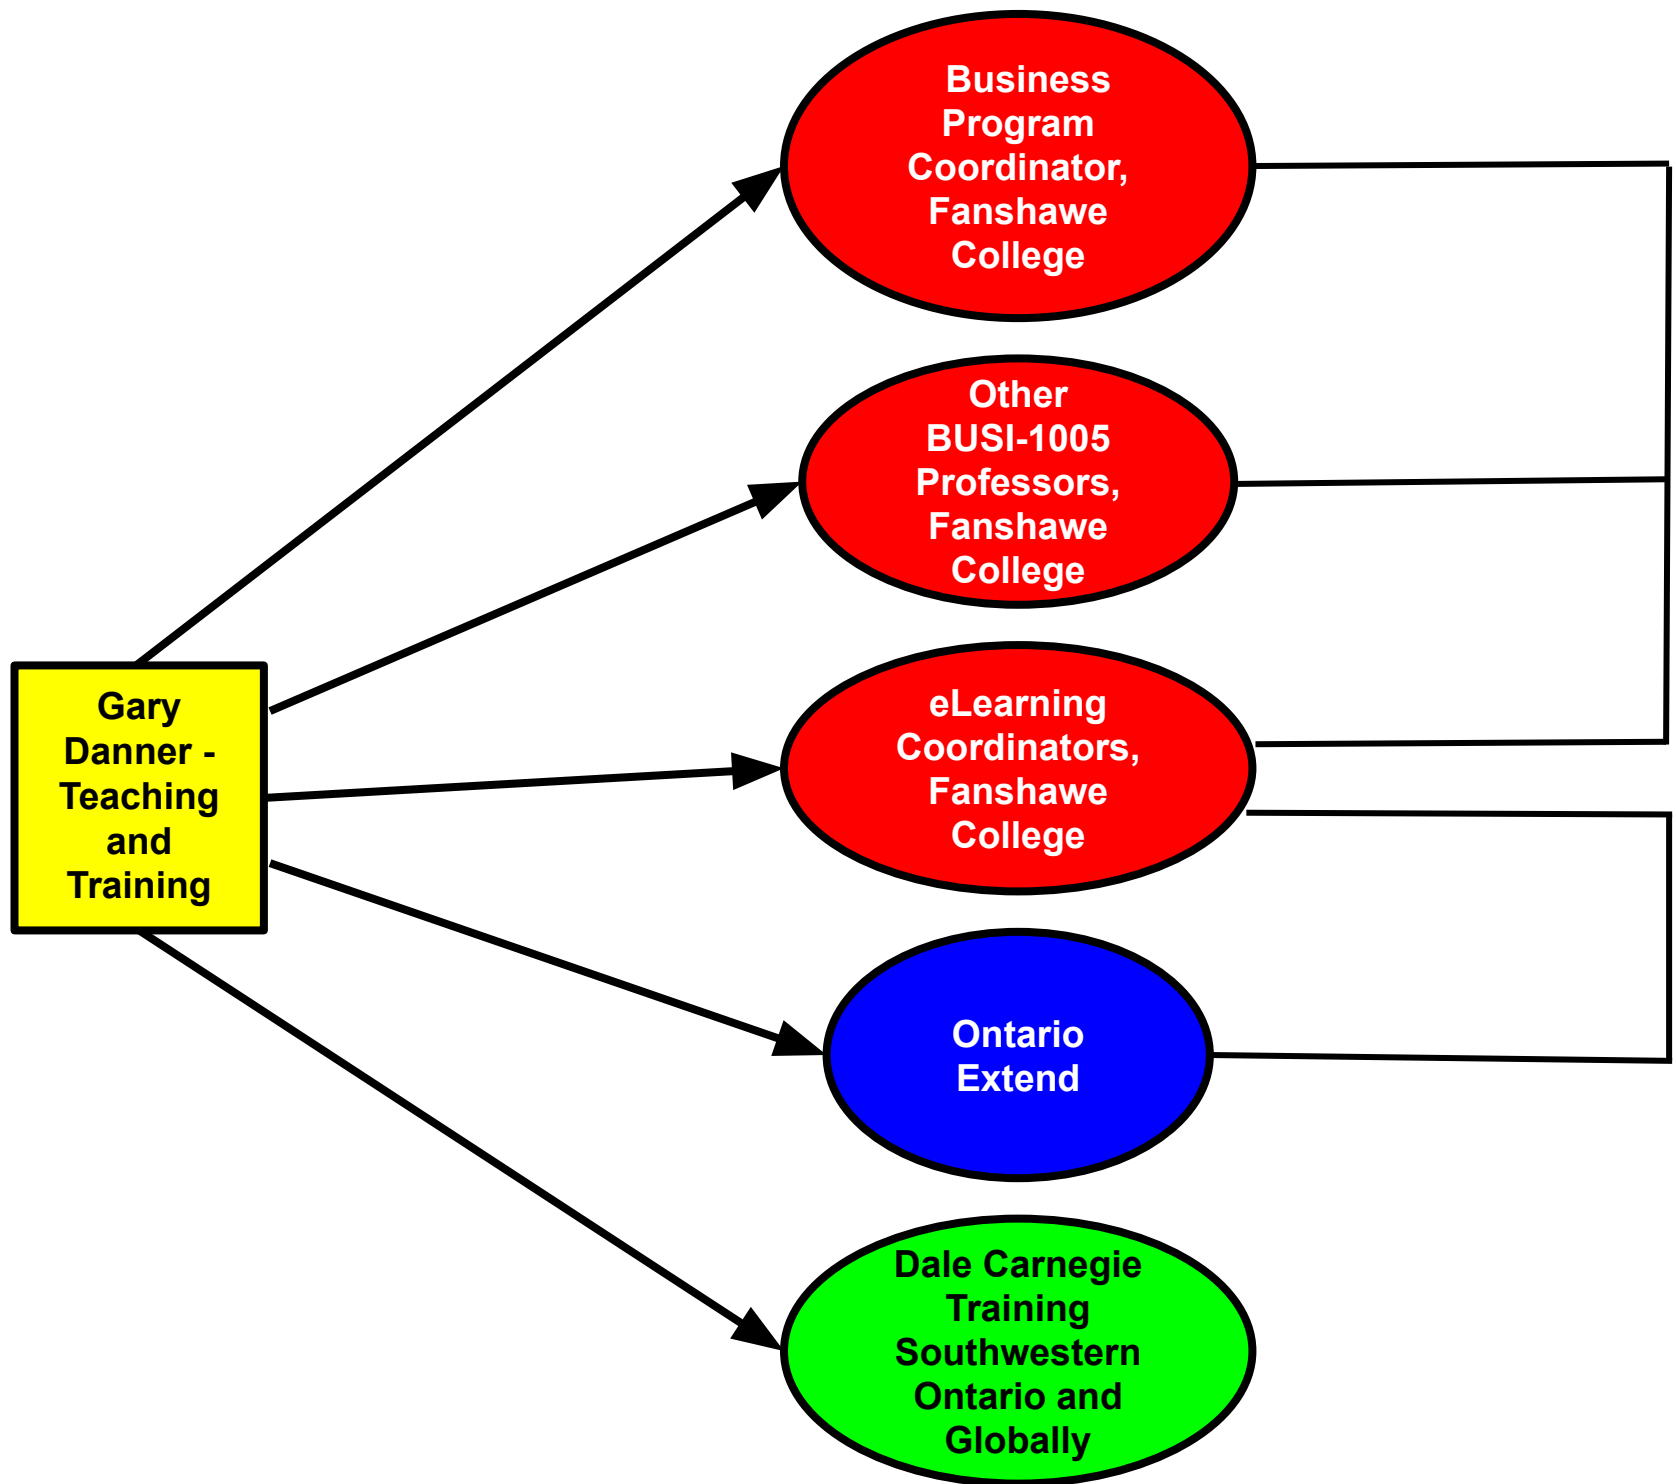 Business
Program
Coordinator,
Fanshawe
College
Other
BUSI-1005
Professors,
Fanshawe
College
Gary
Danner -
Teaching
and
Training
eLearning
Coordinators,
Fanshawe
College
Ontario
Extend
Dale Carnegie
Training
Southwestern
Ontario and
Globally